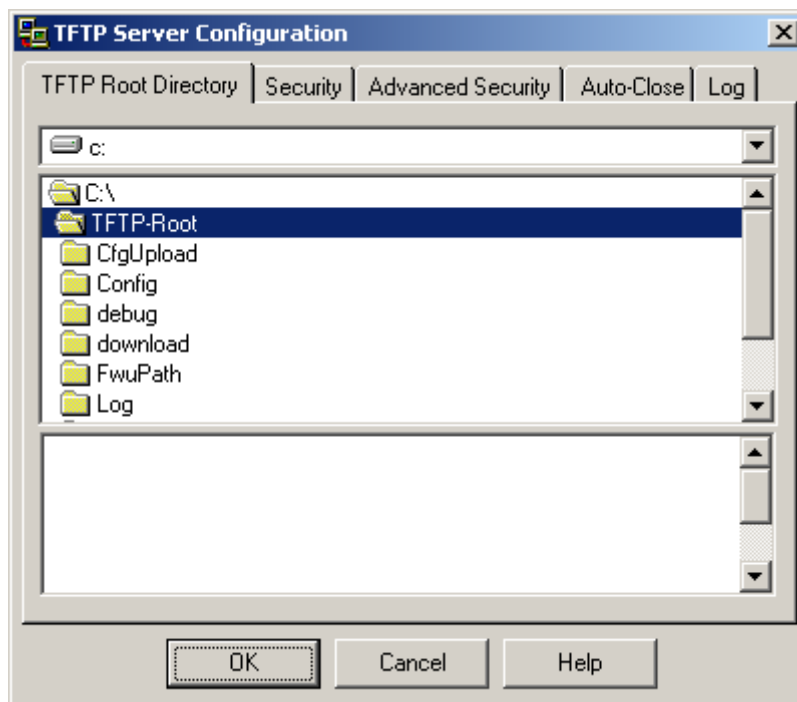 TFTP Server Configuration
TFTP Root Directory Security Advanced Security Auto-Close Log
c:
C:\
TFTP-Root
CfgUpload
Config
debug
download
FwuPath
Log
OK Cancel Help